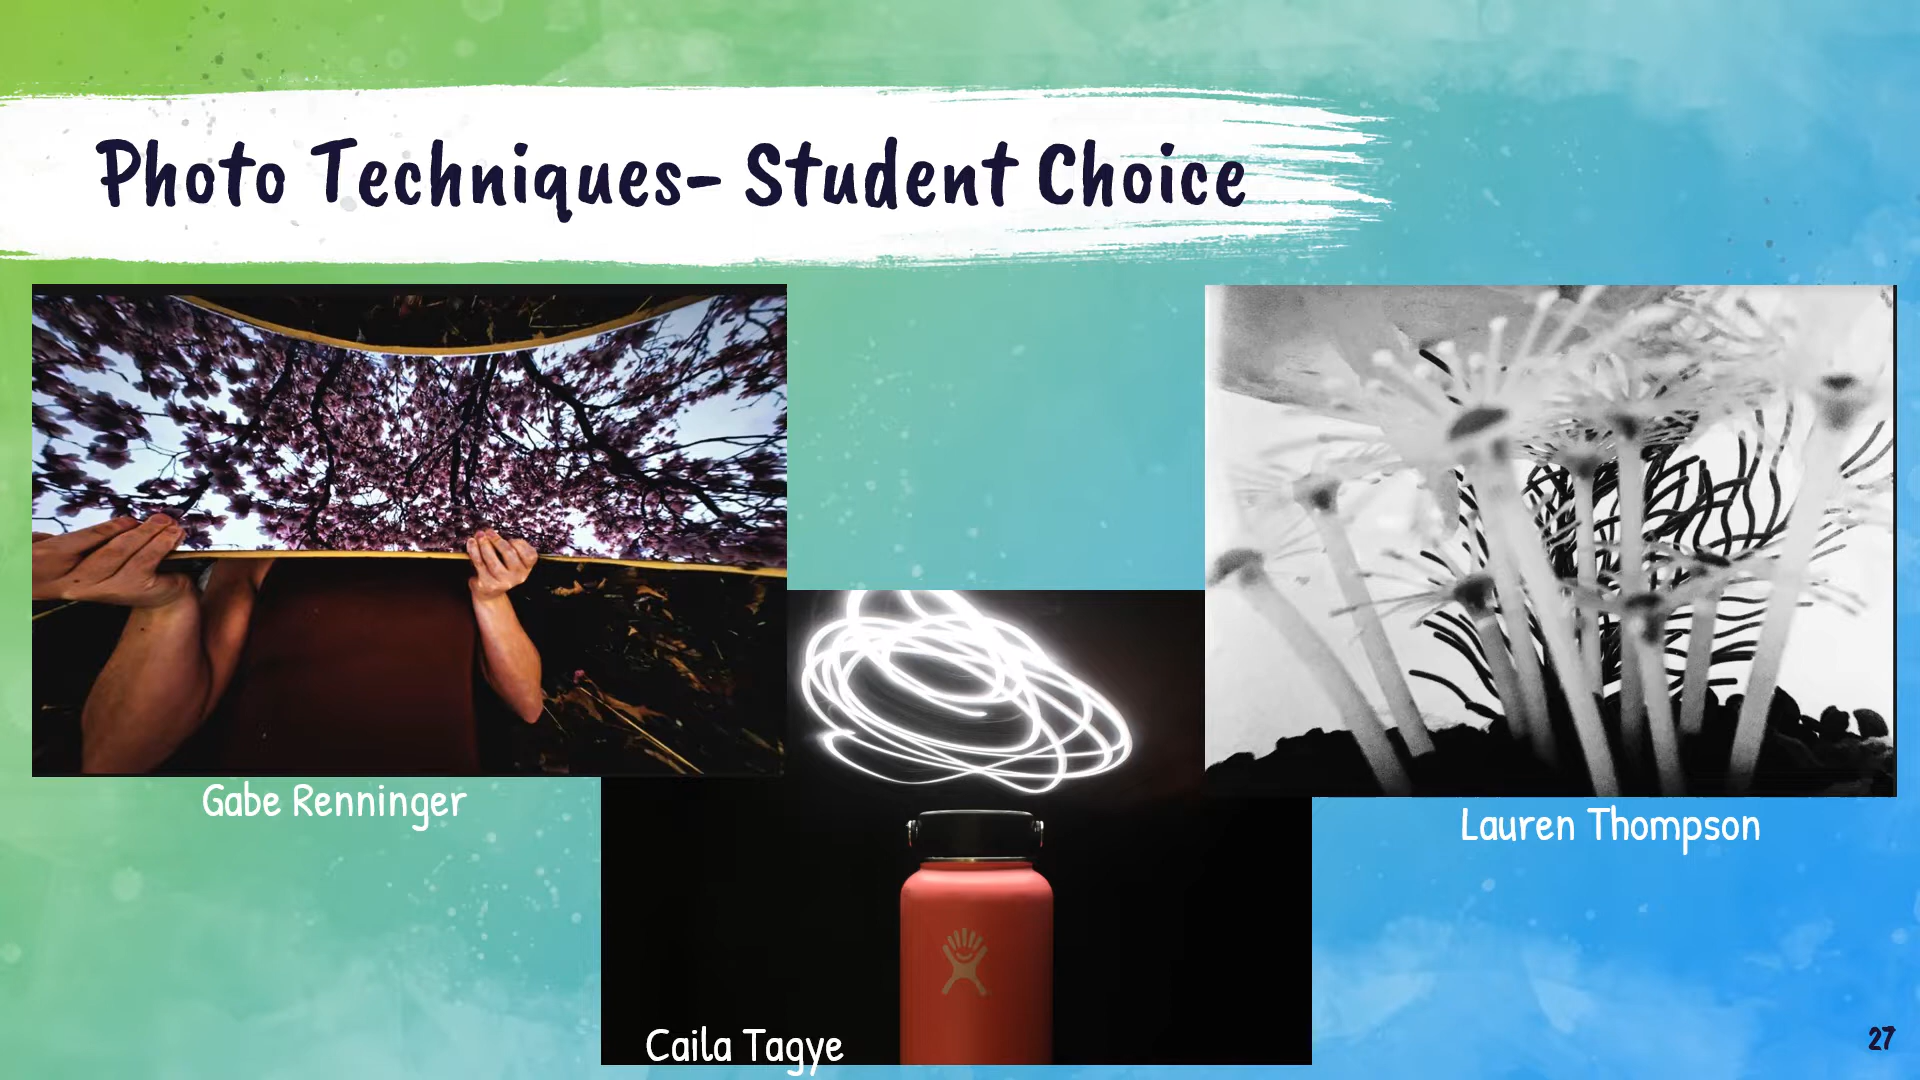 Photo Techniques- Student Choice
Gabe Renninger
Lauren Thompson
Caila Tagye
27